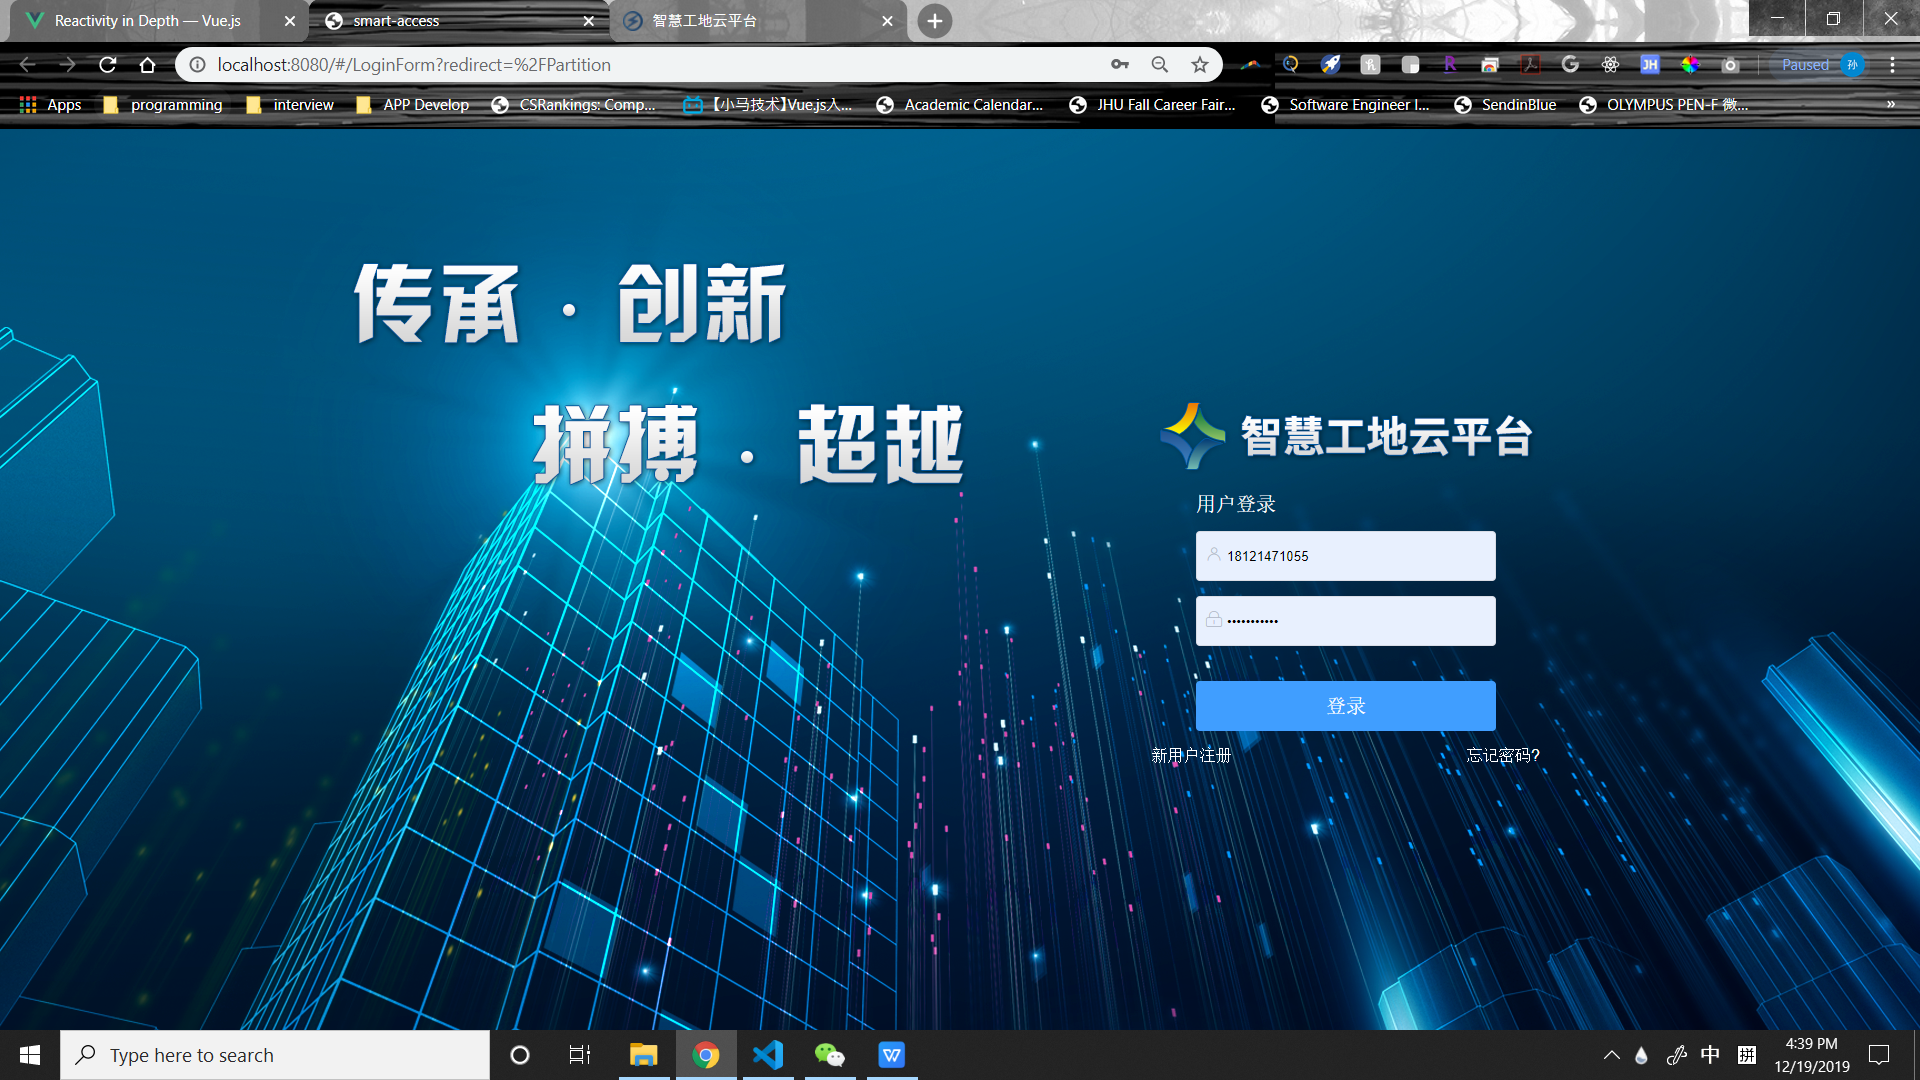 Reactivity in Depth — Vue.js
smart-access
智慧工地云平台
localhost:8080/#/LoginForm?redirect=%2FPartition
Paused
孙
Apps
programming
interview
APP Develop
CSRankings: Comp...
【小马技术】Vue.js入...
Academic Calendar...
JHU Fall Career Fair...
Software Engineer I...
SendinBlue
OLYMPUS PEN-F 微...
»
传承 · 创新
拼搏 · 超越
智慧工地云平台
用户登录
18121471055
•••••••••••
登录
新用户注册
忘记密码?
Type here to search
中
拼
4:39 PM
12/19/2019